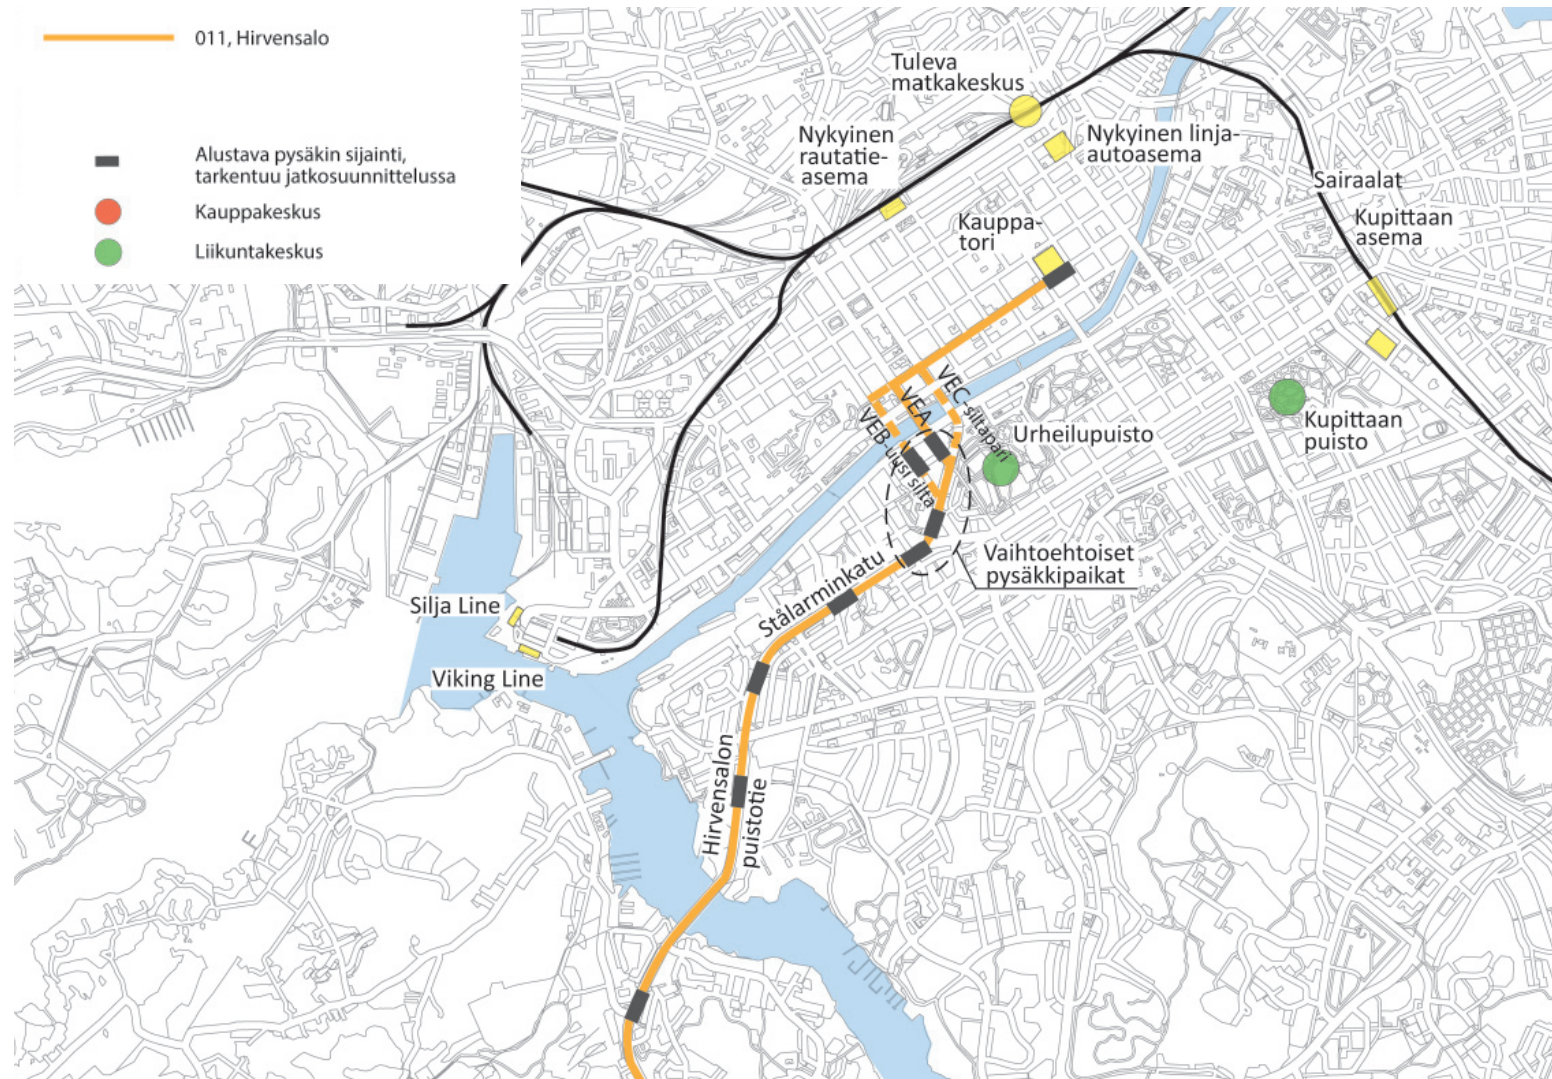 011, Hirvensalo
Alustava pysäkin sijainti,
tarkentuu jatkosuunnittelussa
Kauppakeskus
Liikuntakeskus
Tuleva
matkakeskus
Nykyinen
rautatie-
asema
Nykyinen linja-
autoasema
Sairaalat
Kupittaan
asema
Kauppa-
tori
VEC-siltapari
VEA
VEB-uusi silta
Urheilupuisto
Kupittaan
puisto
Vaihtoehtoiset
pysäkkipaikat
Stålarminkatu
Silja Line
Viking Line
Hirvensalon
puistotie